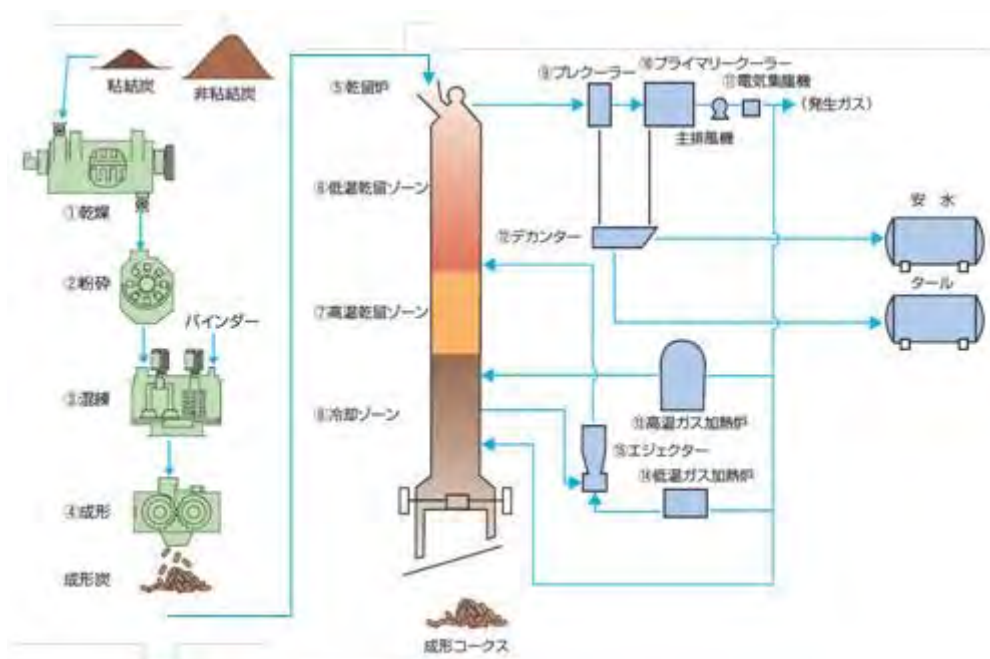 粘結炭
非粘結炭
①乾燥
②粉砕
バインダー
③混練
④成形
成形炭
⑤乾留炉
⑥低温乾留ゾーン
⑦高温乾留ゾーン
⑧冷却ゾーン
成形コークス
⑨プレクーラー
⑩プライマリークーラー
⑪電気集塵機
(発生ガス)
主排風機
⑫デカンター
安 水
タール
⑬高温ガス加熱炉
⑮エジェクター
⑭低温ガス加熱炉